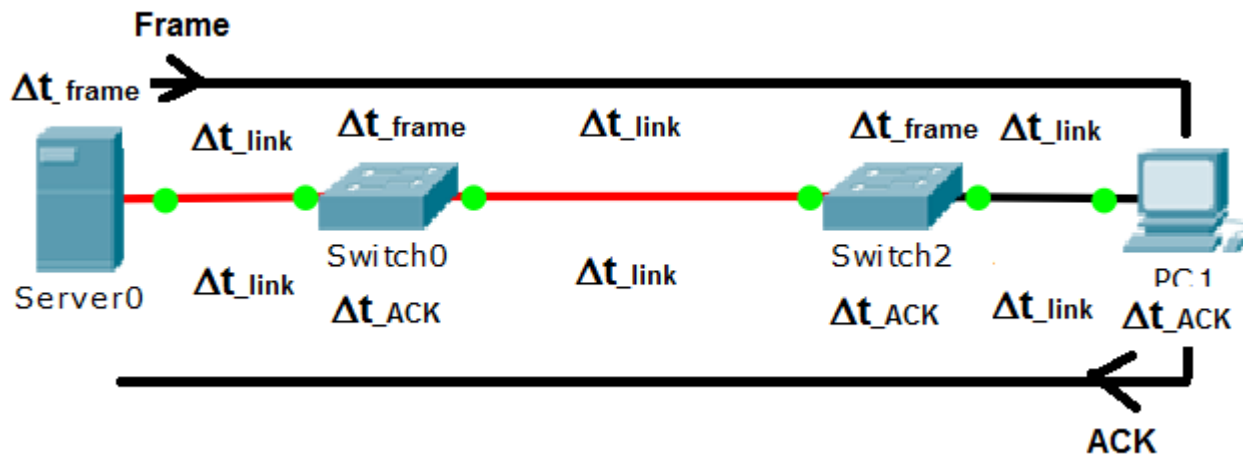 Frame
Δt_frame
Δt_link
Δt_frame
Δt_link
Δt_frame
Δt_link
Server0
Switch0
Switch2
PC1
Δt_link
Δt_ACK
Δt_link
Δt_ACK
Δt_link
Δt_ACK
ACK